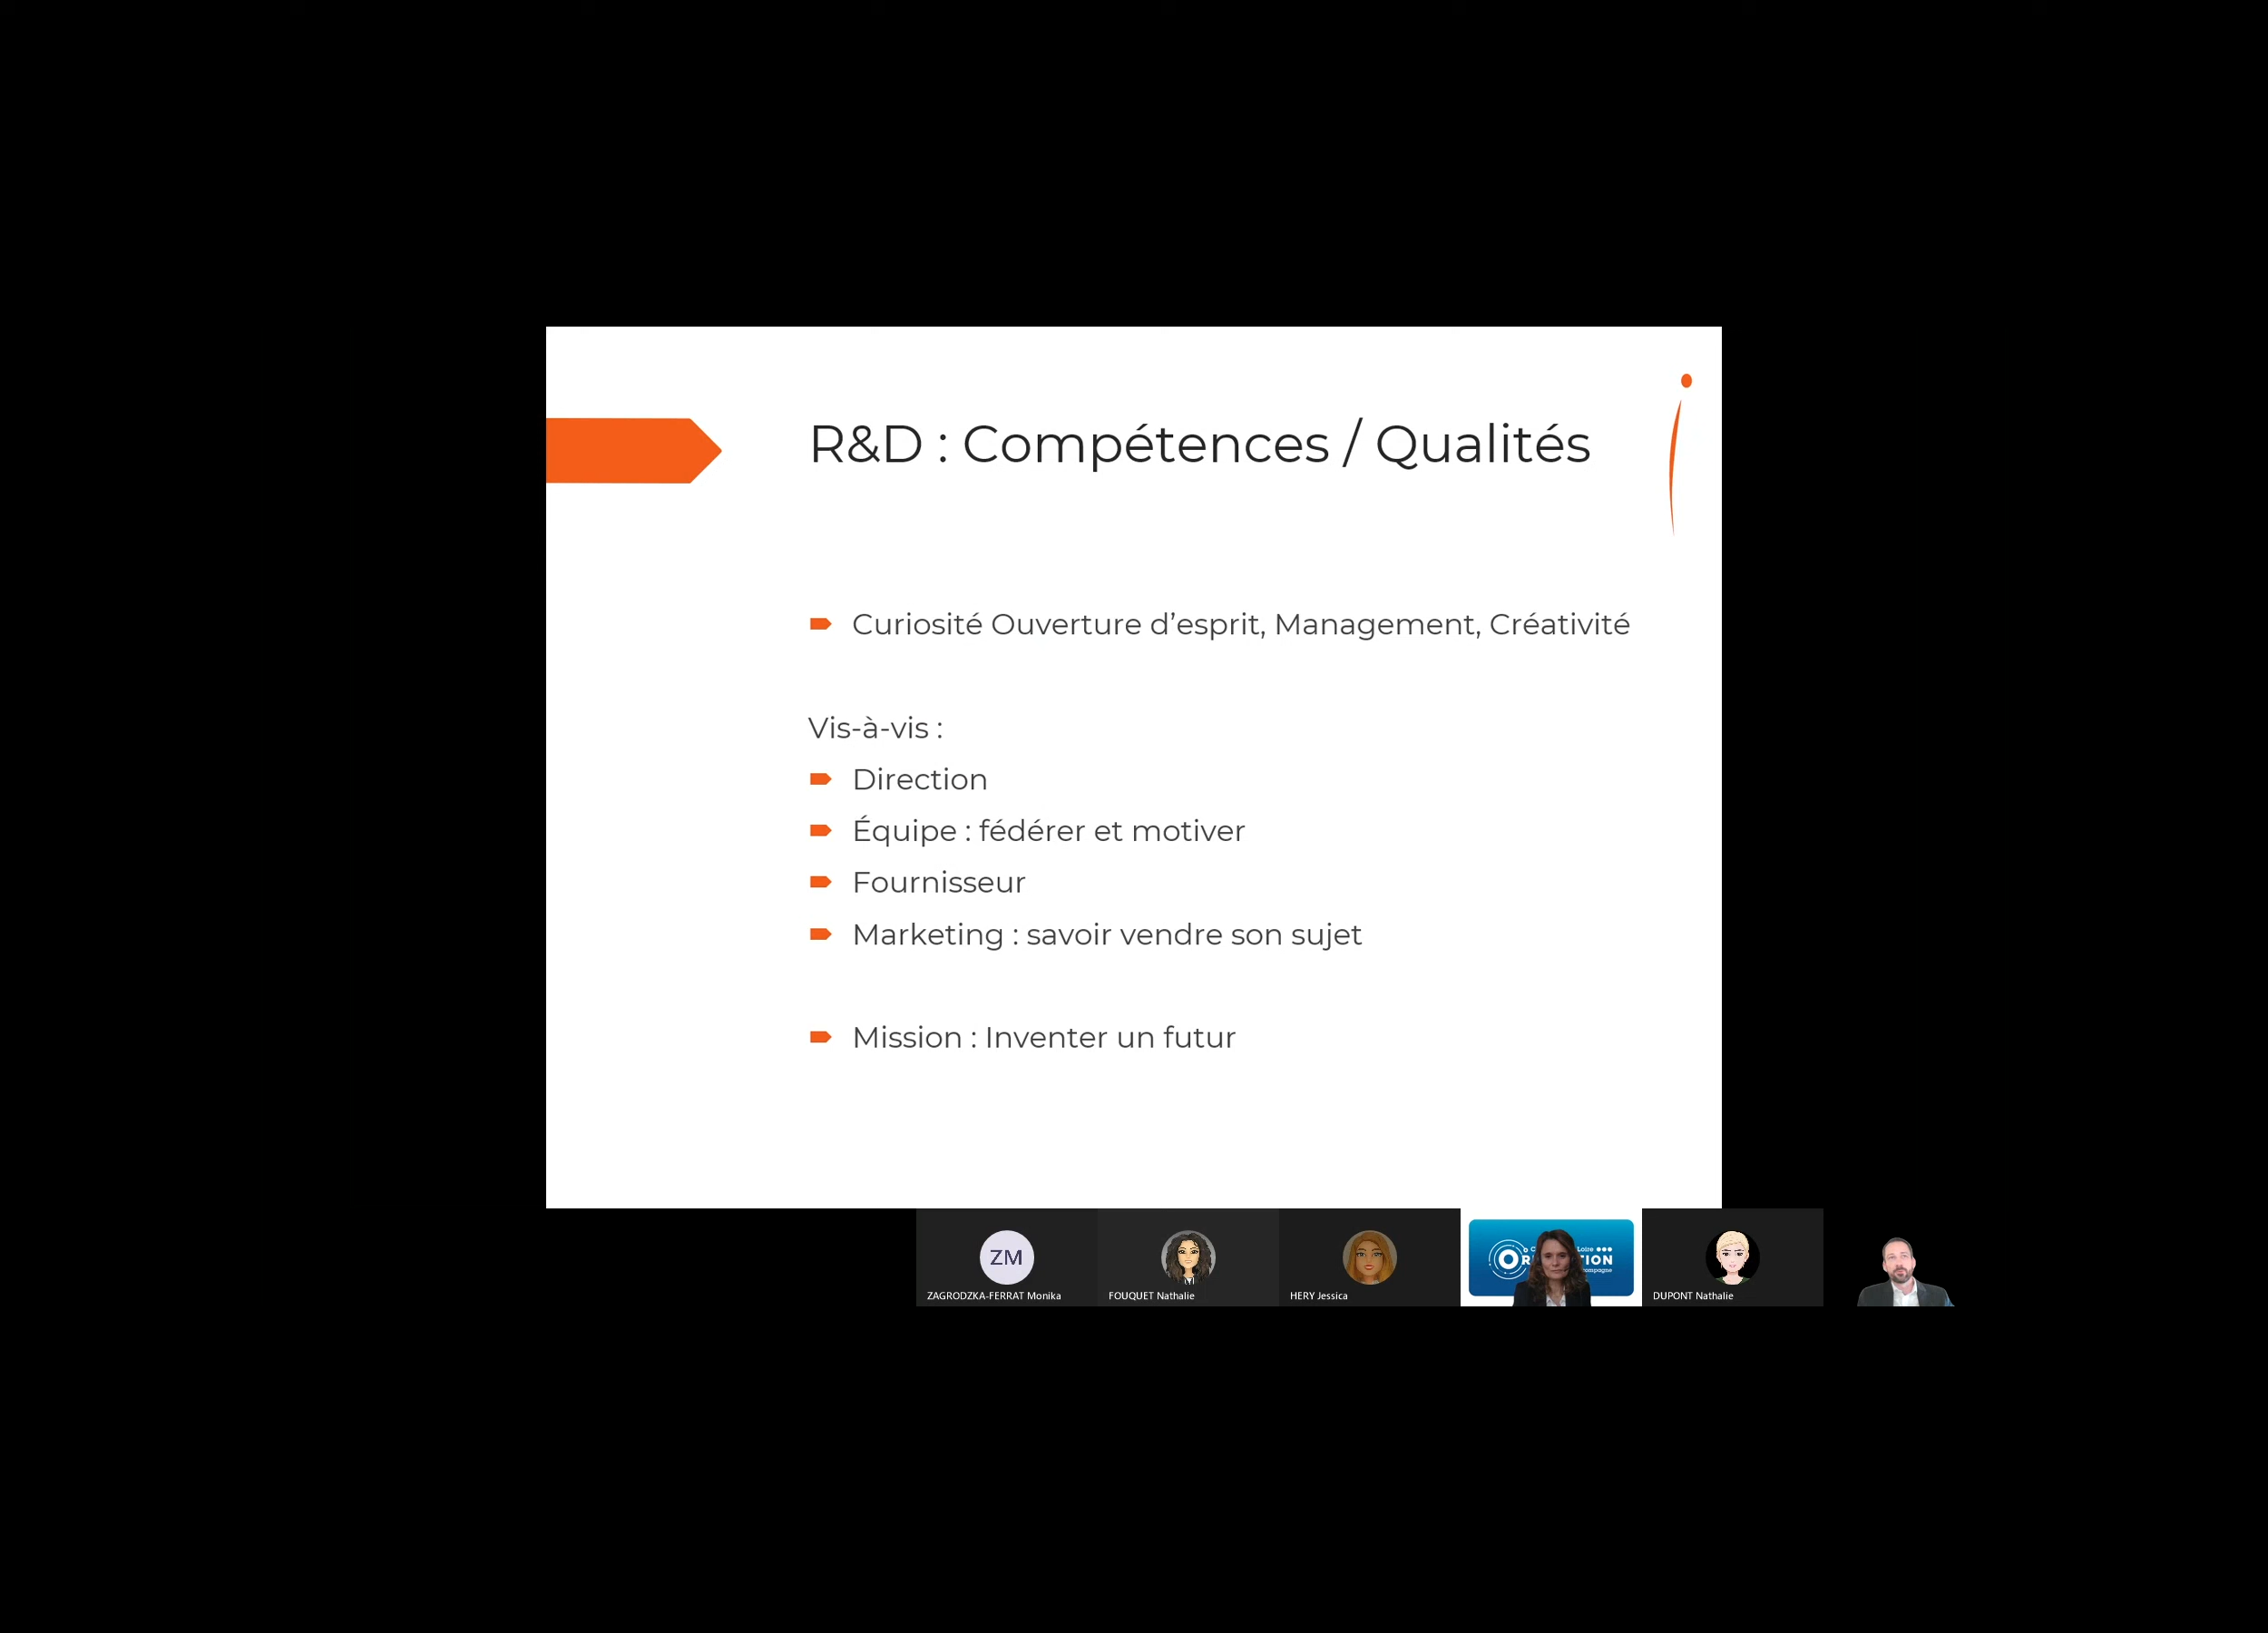 R&D : Compétences / Qualités
Curiosité Ouverture d’esprit, Management, Créativité
Vis-à-vis :
Direction
Équipe : fédérer et motiver
Fournisseur
Marketing : savoir vendre son sujet
Mission : Inventer un futur
ZM
ZAGRODZKA-FERRAT Monika
FOUQUET Nathalie
HERY Jessica
DUPONT Nathalie